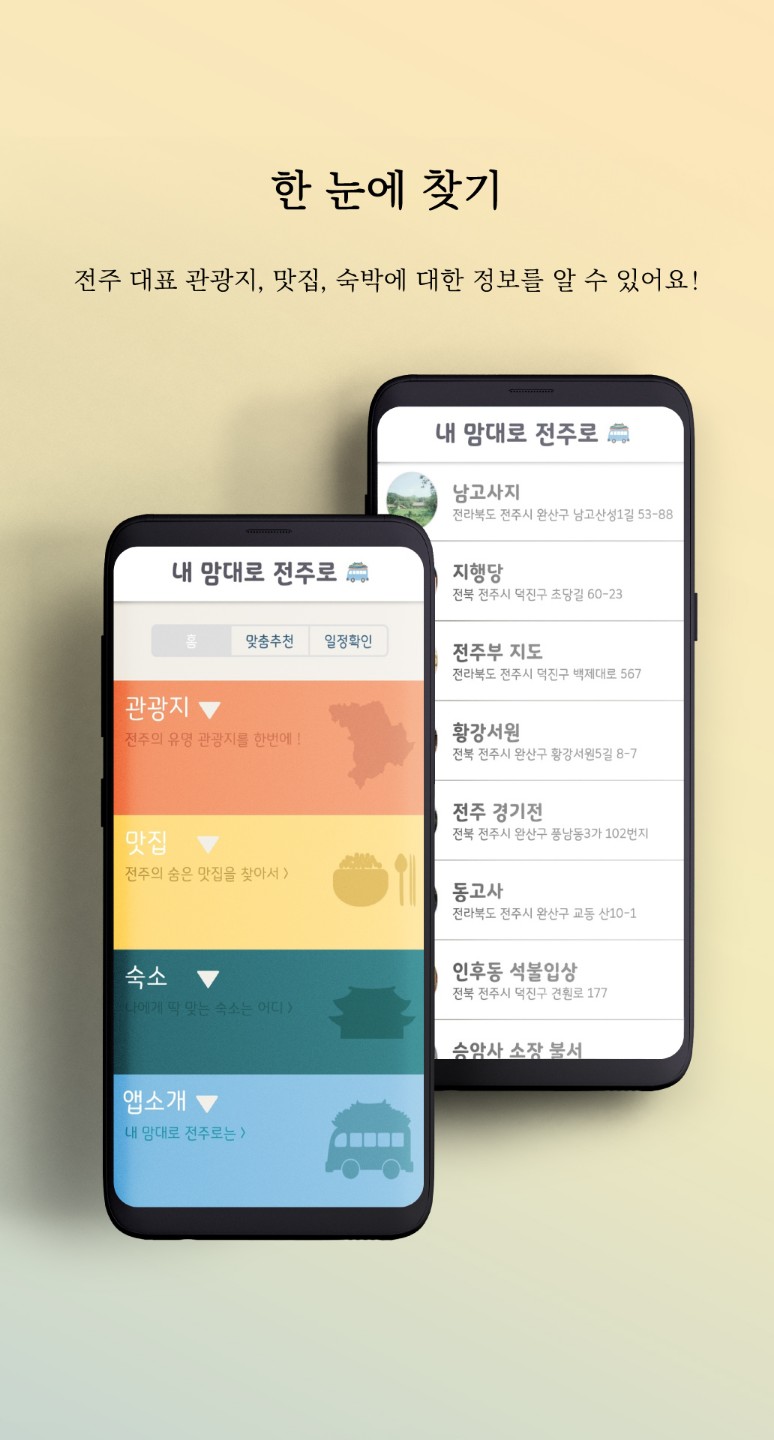 한 눈에 찾기
전주 대표 관광지, 맛집, 숙박에 대한 정보를 알 수 있어요!
내 맘대로 전주로
홈 맞춤추천 일정확인
관광지
전주의 유명 관광지를 한번에 !
맛집
전주의 숨은 맛집을 찾아서 >
숙소
나에게 딱 맞는 숙소는 어디 >
앱소개
내 맘대로 전주로는 >
내 맘대로 전주로
남고사지
전라북도 전주시 완산구 남고산성1길 53-88
지행당
전북 전주시 덕진구 초당길 60-23
전주부 지도
전라북도 전주시 덕진구 백제대로 567
황강서원
전북 전주시 완산구 황강서원5길 8-7
전주 경기전
전북 전주시 완산구 풍남동3가 102번지
동고사
전라북도 전주시 완산구 교동 산10-1
인후동 석불입상
전북 전주시 덕진구 견훤로 177
승암사 소장 불서